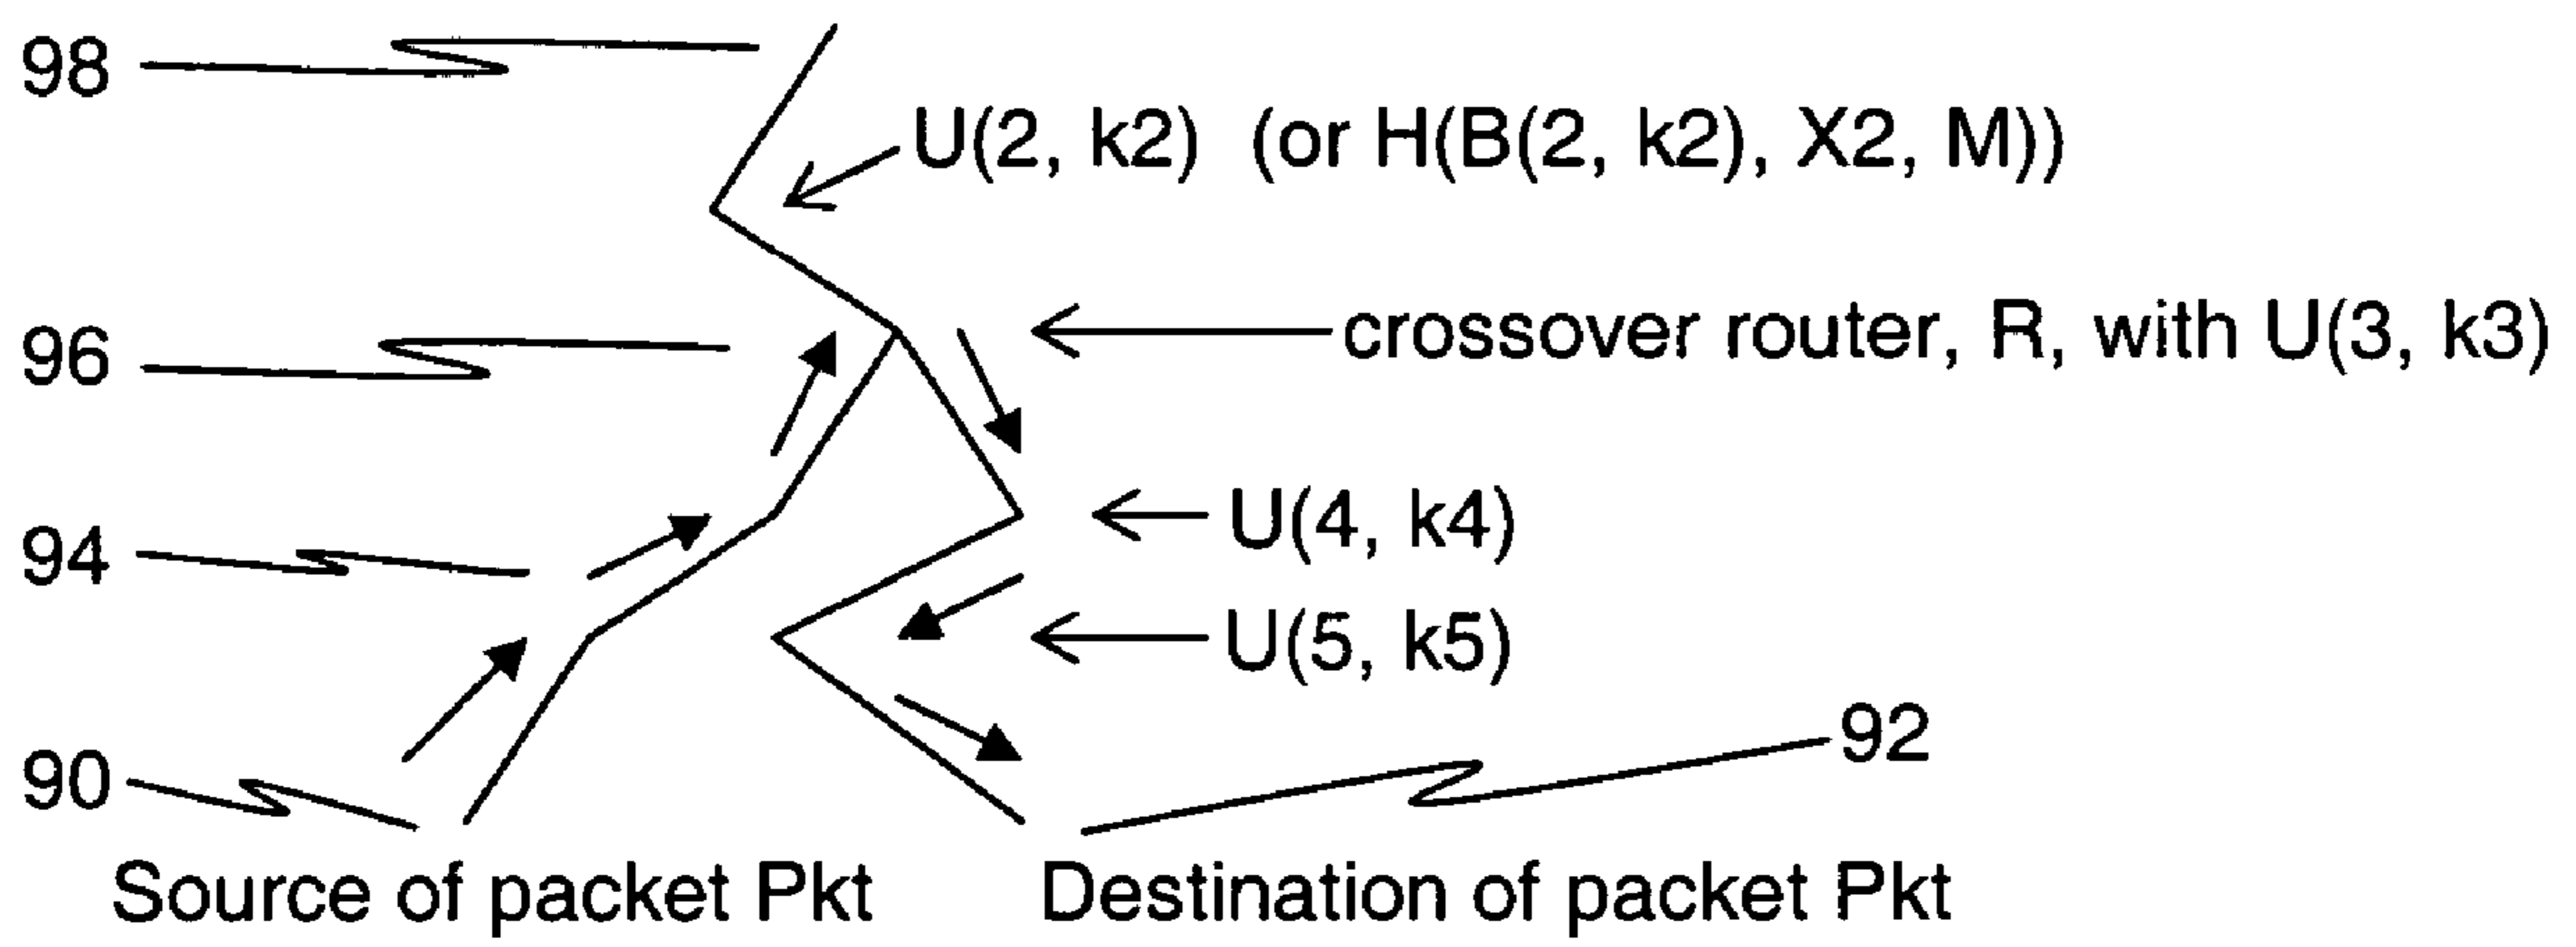 98
U(2, k2) (or H(B(2, k2), X2, M))
96
crossover router, R, with U(3, k3)
94
U(4, k4)
U(5, k5)
90
92
Source of packet Pkt
Destination of packet Pkt